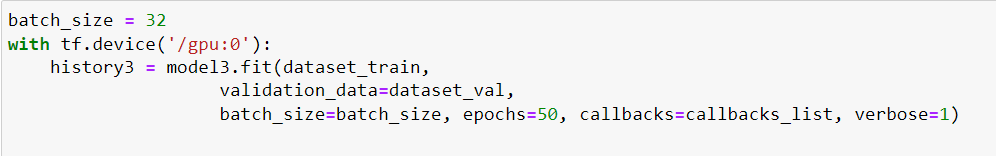 batch_size = 32
with tf.device('/gpu:0'):
    history3 = model3.fit(dataset_train,
                    validation_data=dataset_val,
                    batch_size=batch_size, epochs=50, callbacks=callbacks_list, verbose=1)